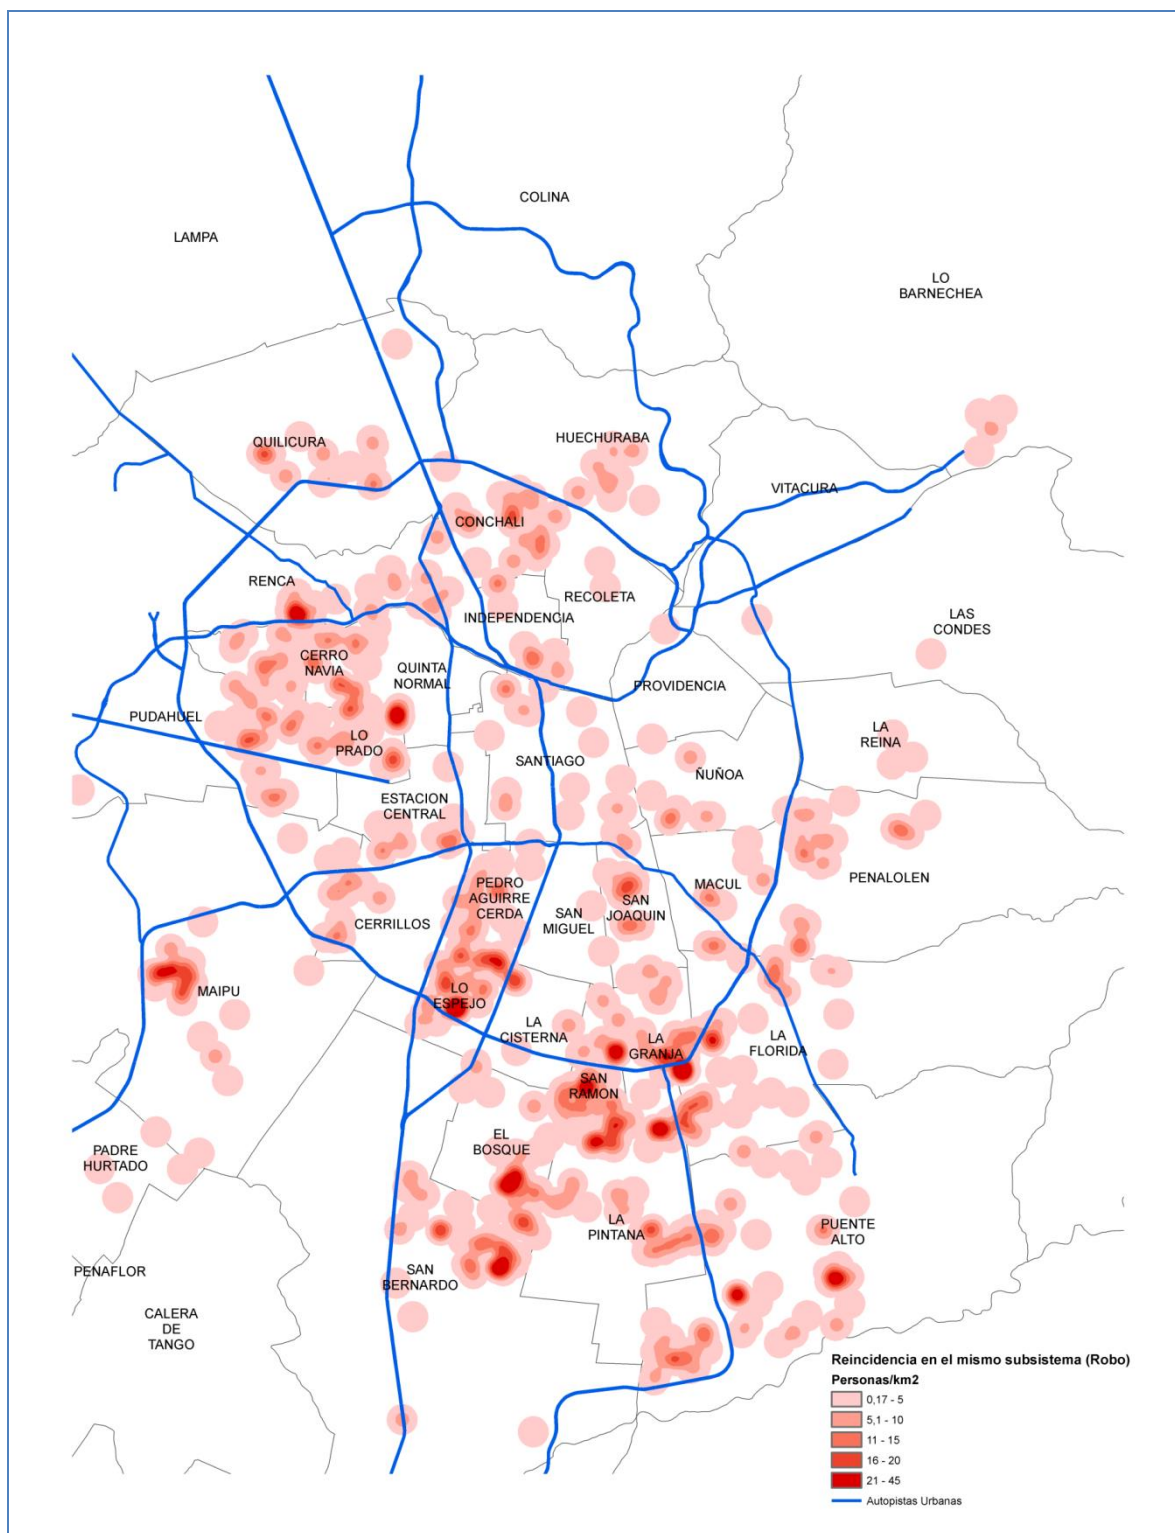 COLINA
LAMPA
LO
BARNECHEA
QUILICURA
HUECHURABA
VITACURA
CONCHALI
RENCA
RECOLETA
INDEPENDENCIA
LAS
CONDES
CERRO
NAVIA
QUINTA
NORMAL
PROVIDENCIA
PUDAHUEL
LO
PRADO
LA
REINA
SANTIAGO
ÑUÑOA
ESTACION
CENTRAL
PEDRO
AGUIRRE
CERDA
MACUL
PENALOLEN
SAN
JOAQUIN
SAN
MIGUEL
CERRILLOS
MAIPU
LO
ESPEJO
LA
CISTERNA
LA
GRANJA
LA
FLORIDA
SAN
RAMON
EL
BOSQUE
PADRE
HURTADO
LA
PINTANA
PUENTE
ALTO
PENAFLOR
SAN
BERNARDO
CALERA
DE
TANGO
Reincidencia en el mismo subsistema (Robo)
Personas/km2
0,17 - 5
5,1 - 10
11 - 15
16 - 20
21 - 45
Autopistas Urbanas